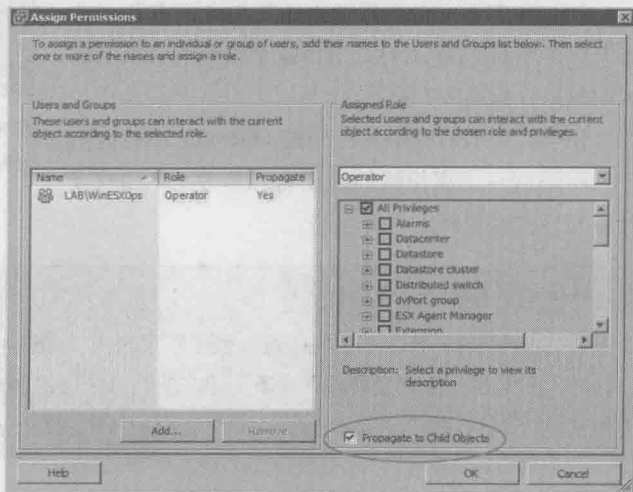 Assign Permissions
To assign a permission to an individual or group of users, add their names to the Users and Groups list below. Then select
one or more of the names and assign a role.
Users and Groups
These users and groups can interact with the current
object according to the selected role.
Name Role Propagate
LAB\WinESXOps Operator Yes
Add...
Remove
Assigned Role
Selected users and groups can interact with the current
object according to the chosen role and privileges.
Operator
All Privileges
Alarms
Datacenter
Datastore
Datastore cluster
Distributed switch
dvPort group
ESX Agent Manager
Extension
Description: Select a privilege to view its
description
Propagate to Child Objects
Help
OK
Cancel